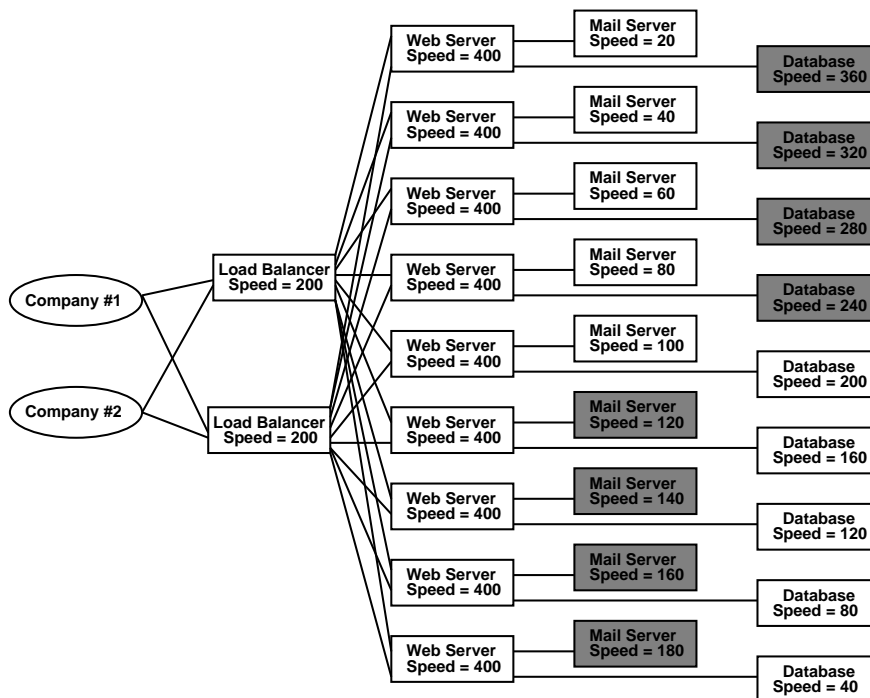 Web Server
Speed = 400
Mail Server
Speed = 20
Database
Speed = 360
Web Server
Speed = 400
Mail Server
Speed = 40
Database
Speed = 320
Web Server
Speed = 400
Mail Server
Speed = 60
Database
Speed = 280
Load Balancer
Speed = 200
Web Server
Speed = 400
Mail Server
Speed = 80
Database
Speed = 240
Company #1
Web Server
Speed = 400
Mail Server
Speed = 100
Database
Speed = 200
Company #2
Load Balancer
Speed = 200
Web Server
Speed = 400
Mail Server
Speed = 120
Database
Speed = 160
Web Server
Speed = 400
Mail Server
Speed = 140
Database
Speed = 120
Web Server
Speed = 400
Mail Server
Speed = 160
Database
Speed = 80
Web Server
Speed = 400
Mail Server
Speed = 180
Database
Speed = 40